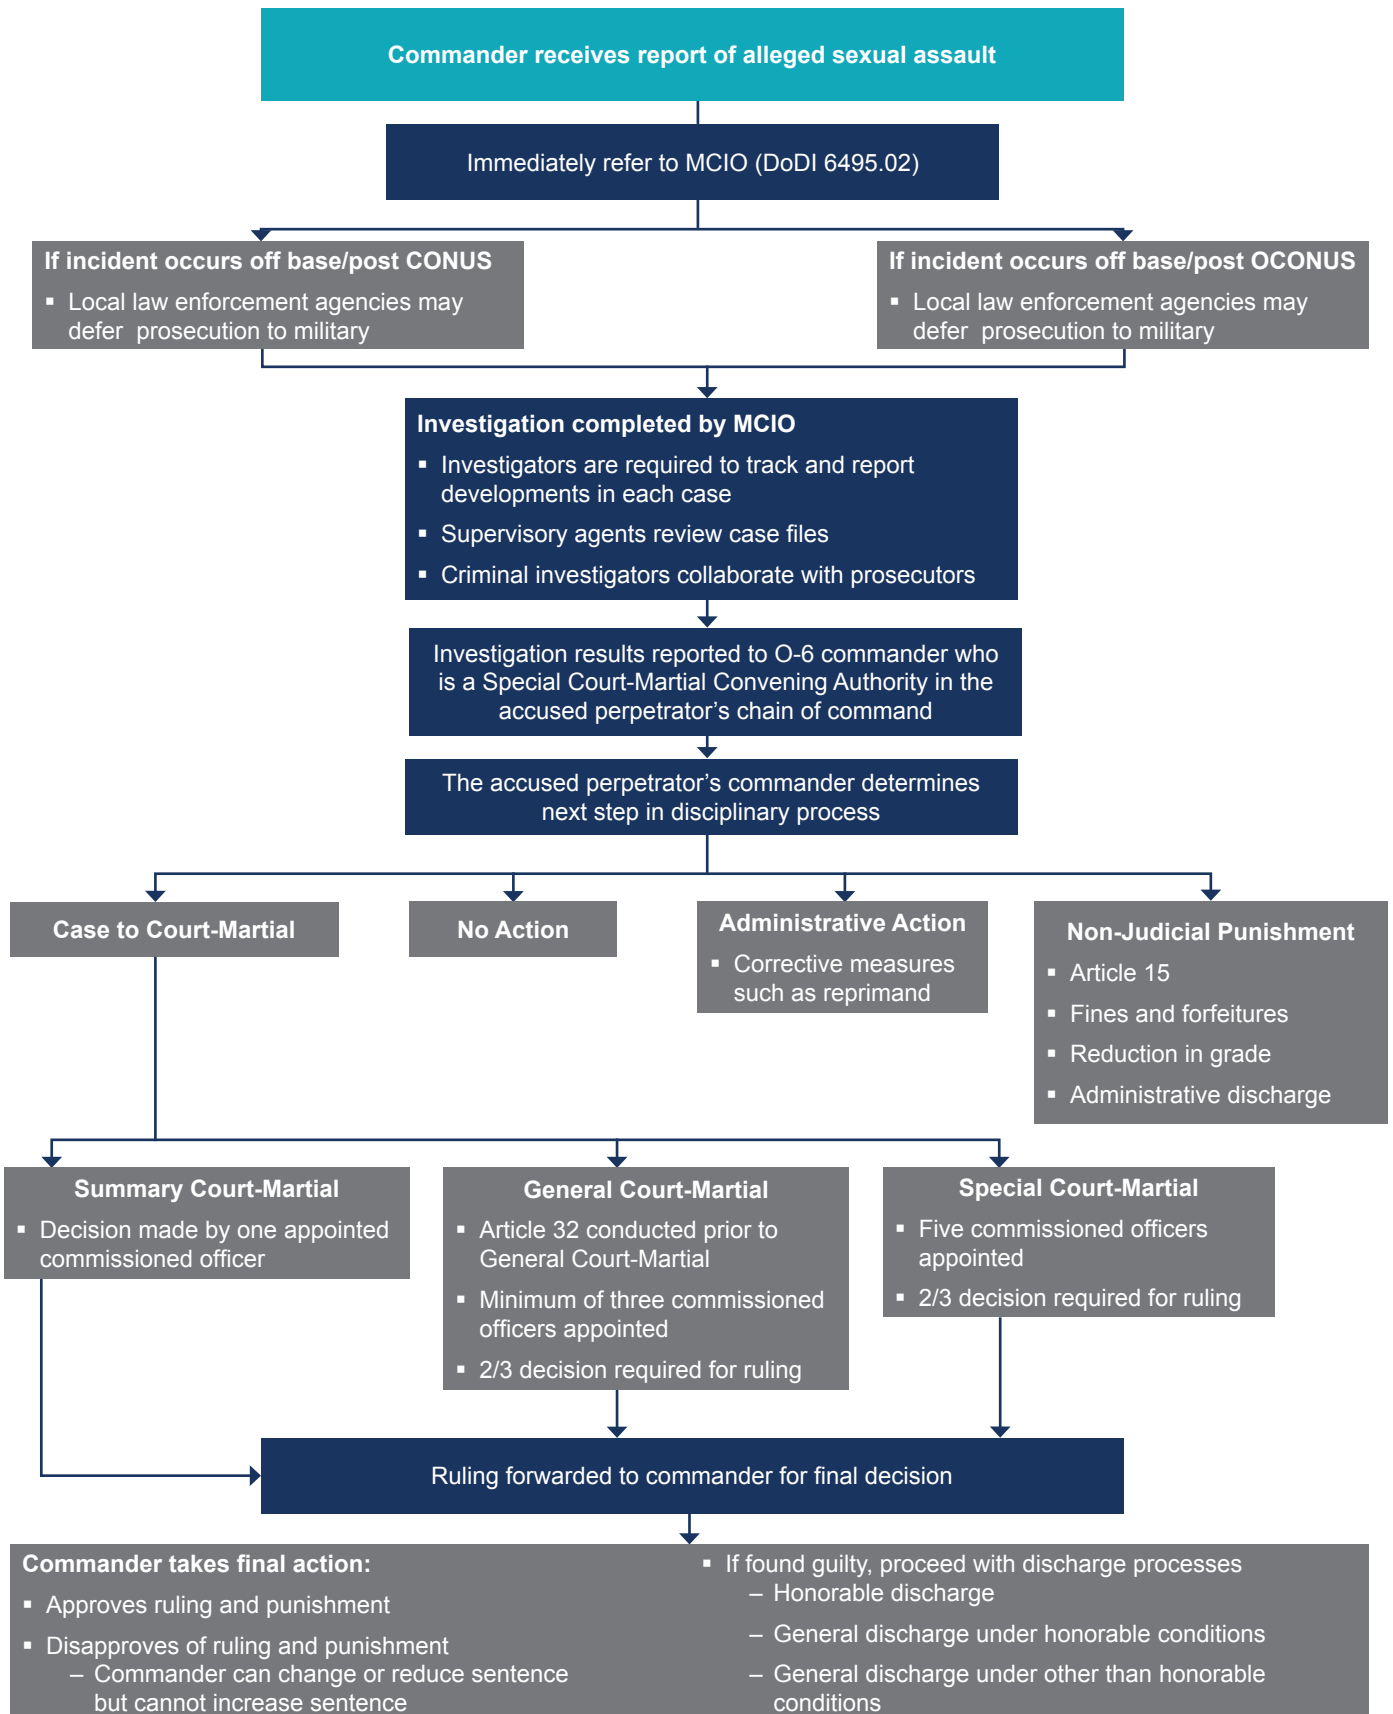 Commander receives report of alleged sexual assault
Immediately refer to MCIO (DoDI 6495.02)
If incident occurs off base/post CONUS
▪ Local law enforcement agencies may
defer prosecution to military
If incident occurs off base/post OCONUS
▪ Local law enforcement agencies may
defer prosecution to military
Investigation completed by MCIO
▪ Investigators are required to track and report
developments in each case
▪ Supervisory agents review case files
▪ Criminal investigators collaborate with prosecutors
Investigation results reported to O-6 commander who
is a Special Court-Martial Convening Authority in the
accused perpetrator’s chain of command
The accused perpetrator’s commander determines
next step in disciplinary process
Case to Court-Martial
No Action
Administrative Action
▪ Corrective measures
such as reprimand
Non-Judicial Punishment
▪ Article 15
▪ Fines and forfeitures
▪ Reduction in grade
▪ Administrative discharge
Summary Court-Martial
▪ Decision made by one appointed
commissioned officer
General Court-Martial
▪ Article 32 conducted prior to
General Court-Martial
▪ Minimum of three commissioned
officers appointed
▪ 2/3 decision required for ruling
Special Court-Martial
▪ Five commissioned officers
appointed
▪ 2/3 decision required for ruling
Ruling forwarded to commander for final decision
Commander takes final action:
▪ Approves ruling and punishment
▪ Disapproves of ruling and punishment
– Commander can change or reduce sentence
but cannot increase sentence
▪ If found guilty, proceed with discharge processes
– Honorable discharge
– General discharge under honorable conditions
– General discharge under other than honorable
conditions